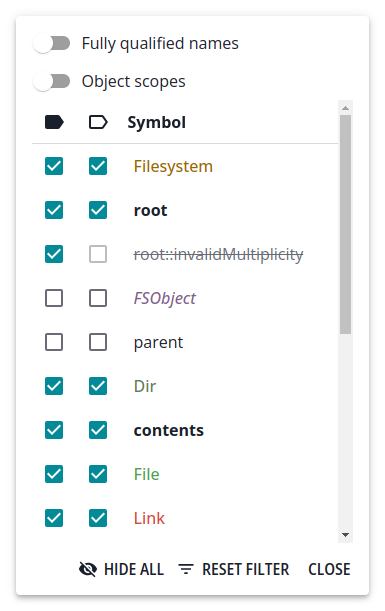 Fully qualified names
Object scopes
Symbol
Filesystem
root
root::invalidMultiplicity
FSObject
parent
Dir
contents
File
Link
HIDE ALL RESET FILTER CLOSE